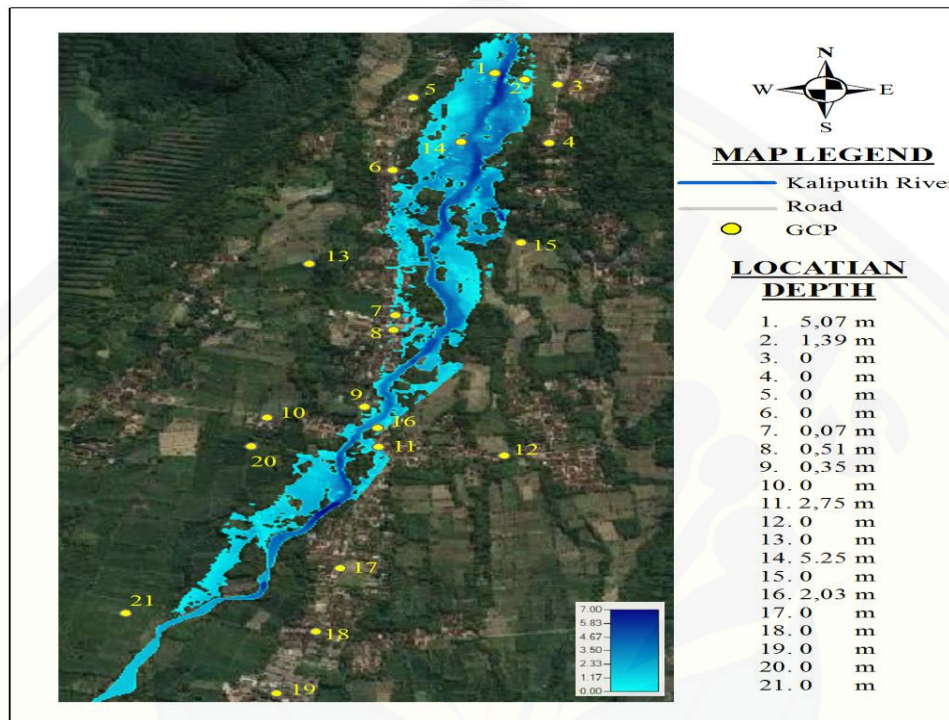 N
W E
S
MAP LEGEND
Kaliputih River
Road
GCP
LOCATIAN
DEPTH
1. 5,07 m
2. 1,39 m
3. 0 m
4. 0 m
5. 0 m
6. 0 m
7. 0,07 m
8. 0,51 m
9. 0,35 m
10. 0 m
11. 2,75 m
12. 0 m
13. 0 m
14. 5.25 m
15. 0 m
16. 2,03 m
17. 0 m
18. 0 m
19. 0 m
20. 0 m
21. 0 m
1
2
3
5
4
14
6
15
13
7
8
9
10
16
11
12
20
17
21
18
19
7.00
5.83
4.67
3.50
2.33
1.17
0.00